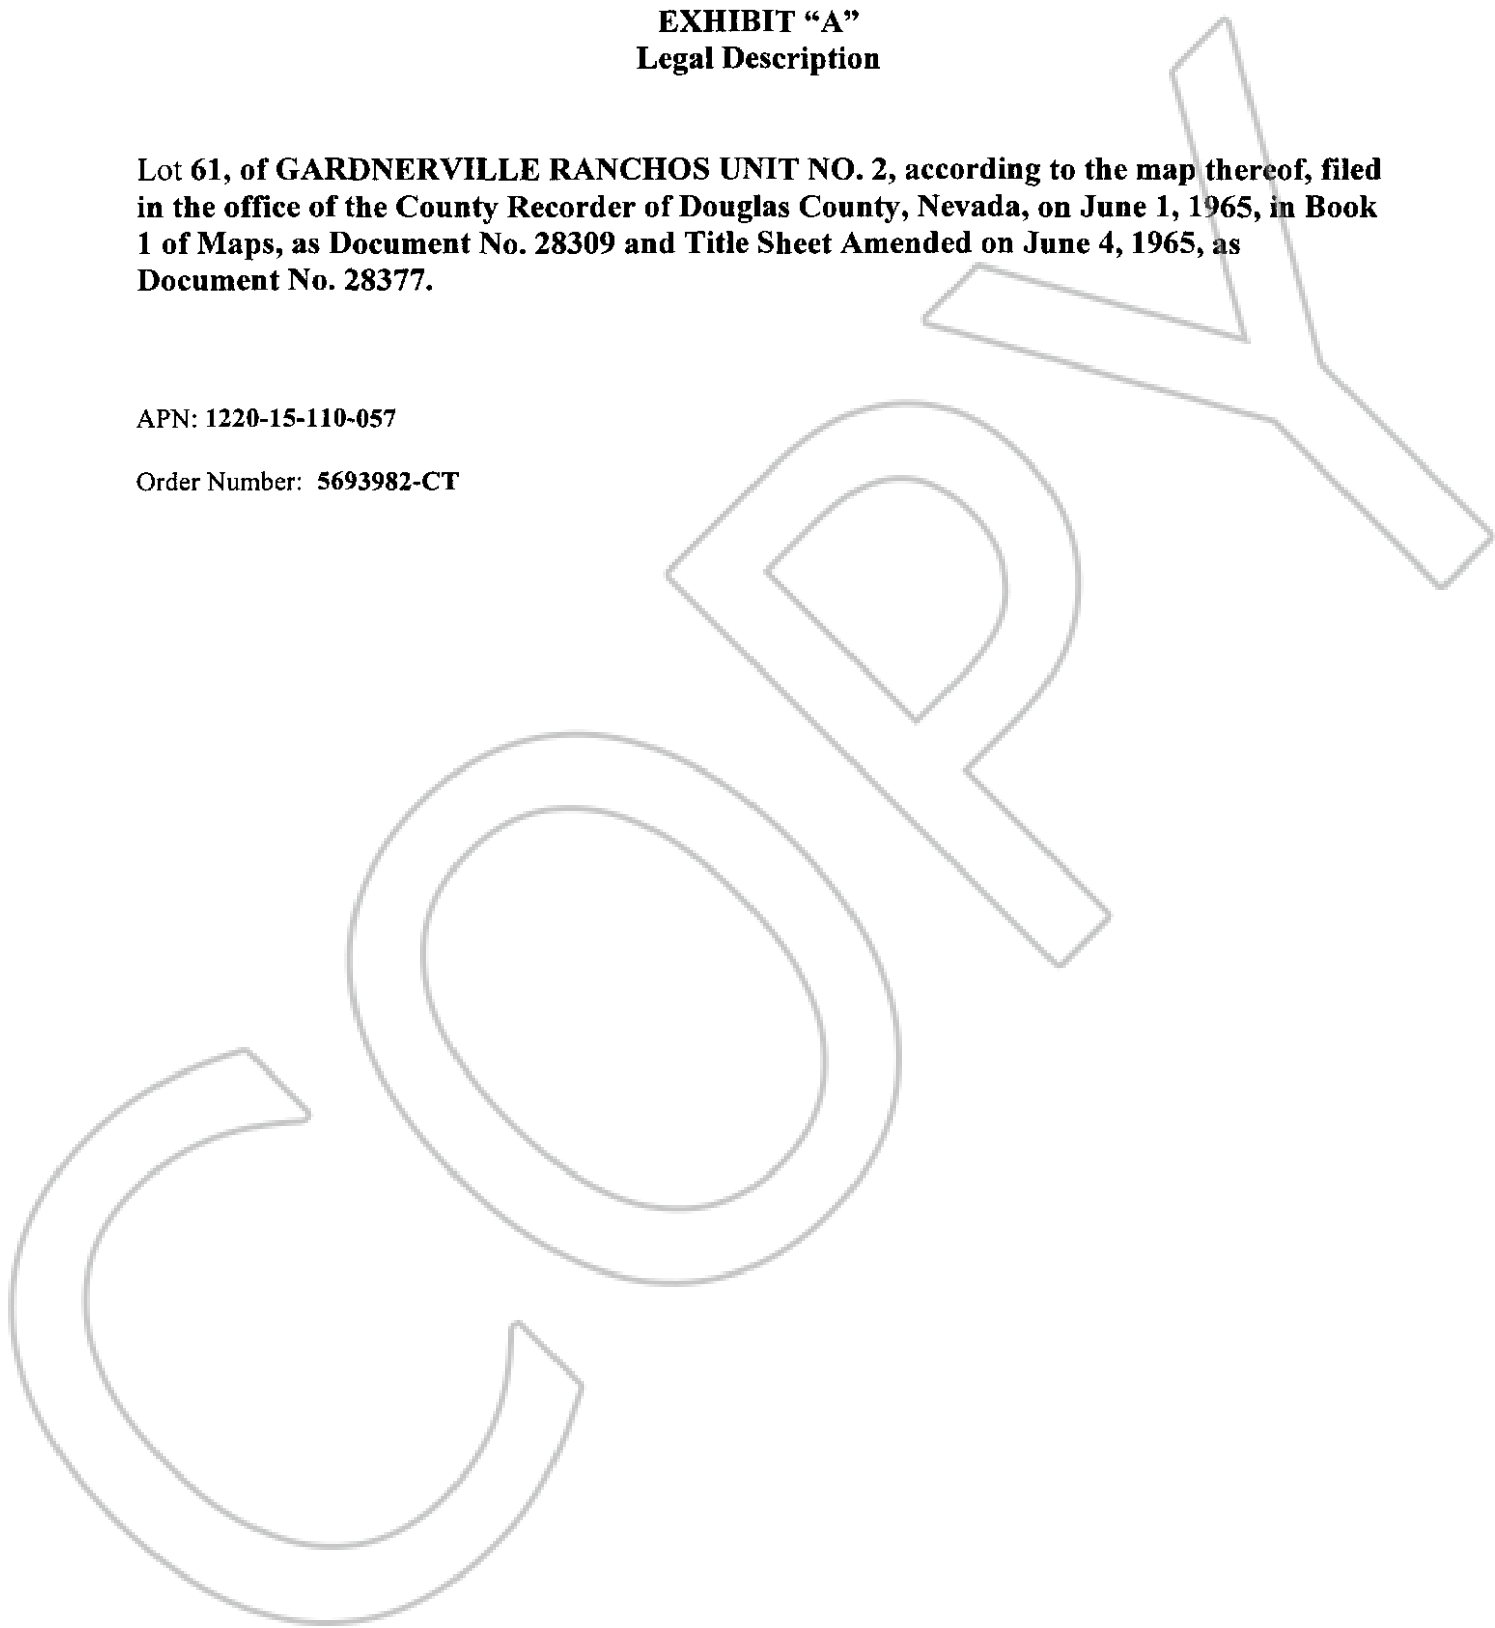 EXHIBIT “A”
Legal Description
Lot 61, of GARDNERVILLE RANCHOS UNIT NO. 2, according to the map thereof, filed
in the office of the County Recorder of Douglas County, Nevada, on June 1, 1965, in Book
1 of Maps, as Document No. 28309 and Title Sheet Amended on June 4, 1965, as
Document No. 28377.
APN: 1220-15-110-057
Order Number: 5693982-CT
COPY